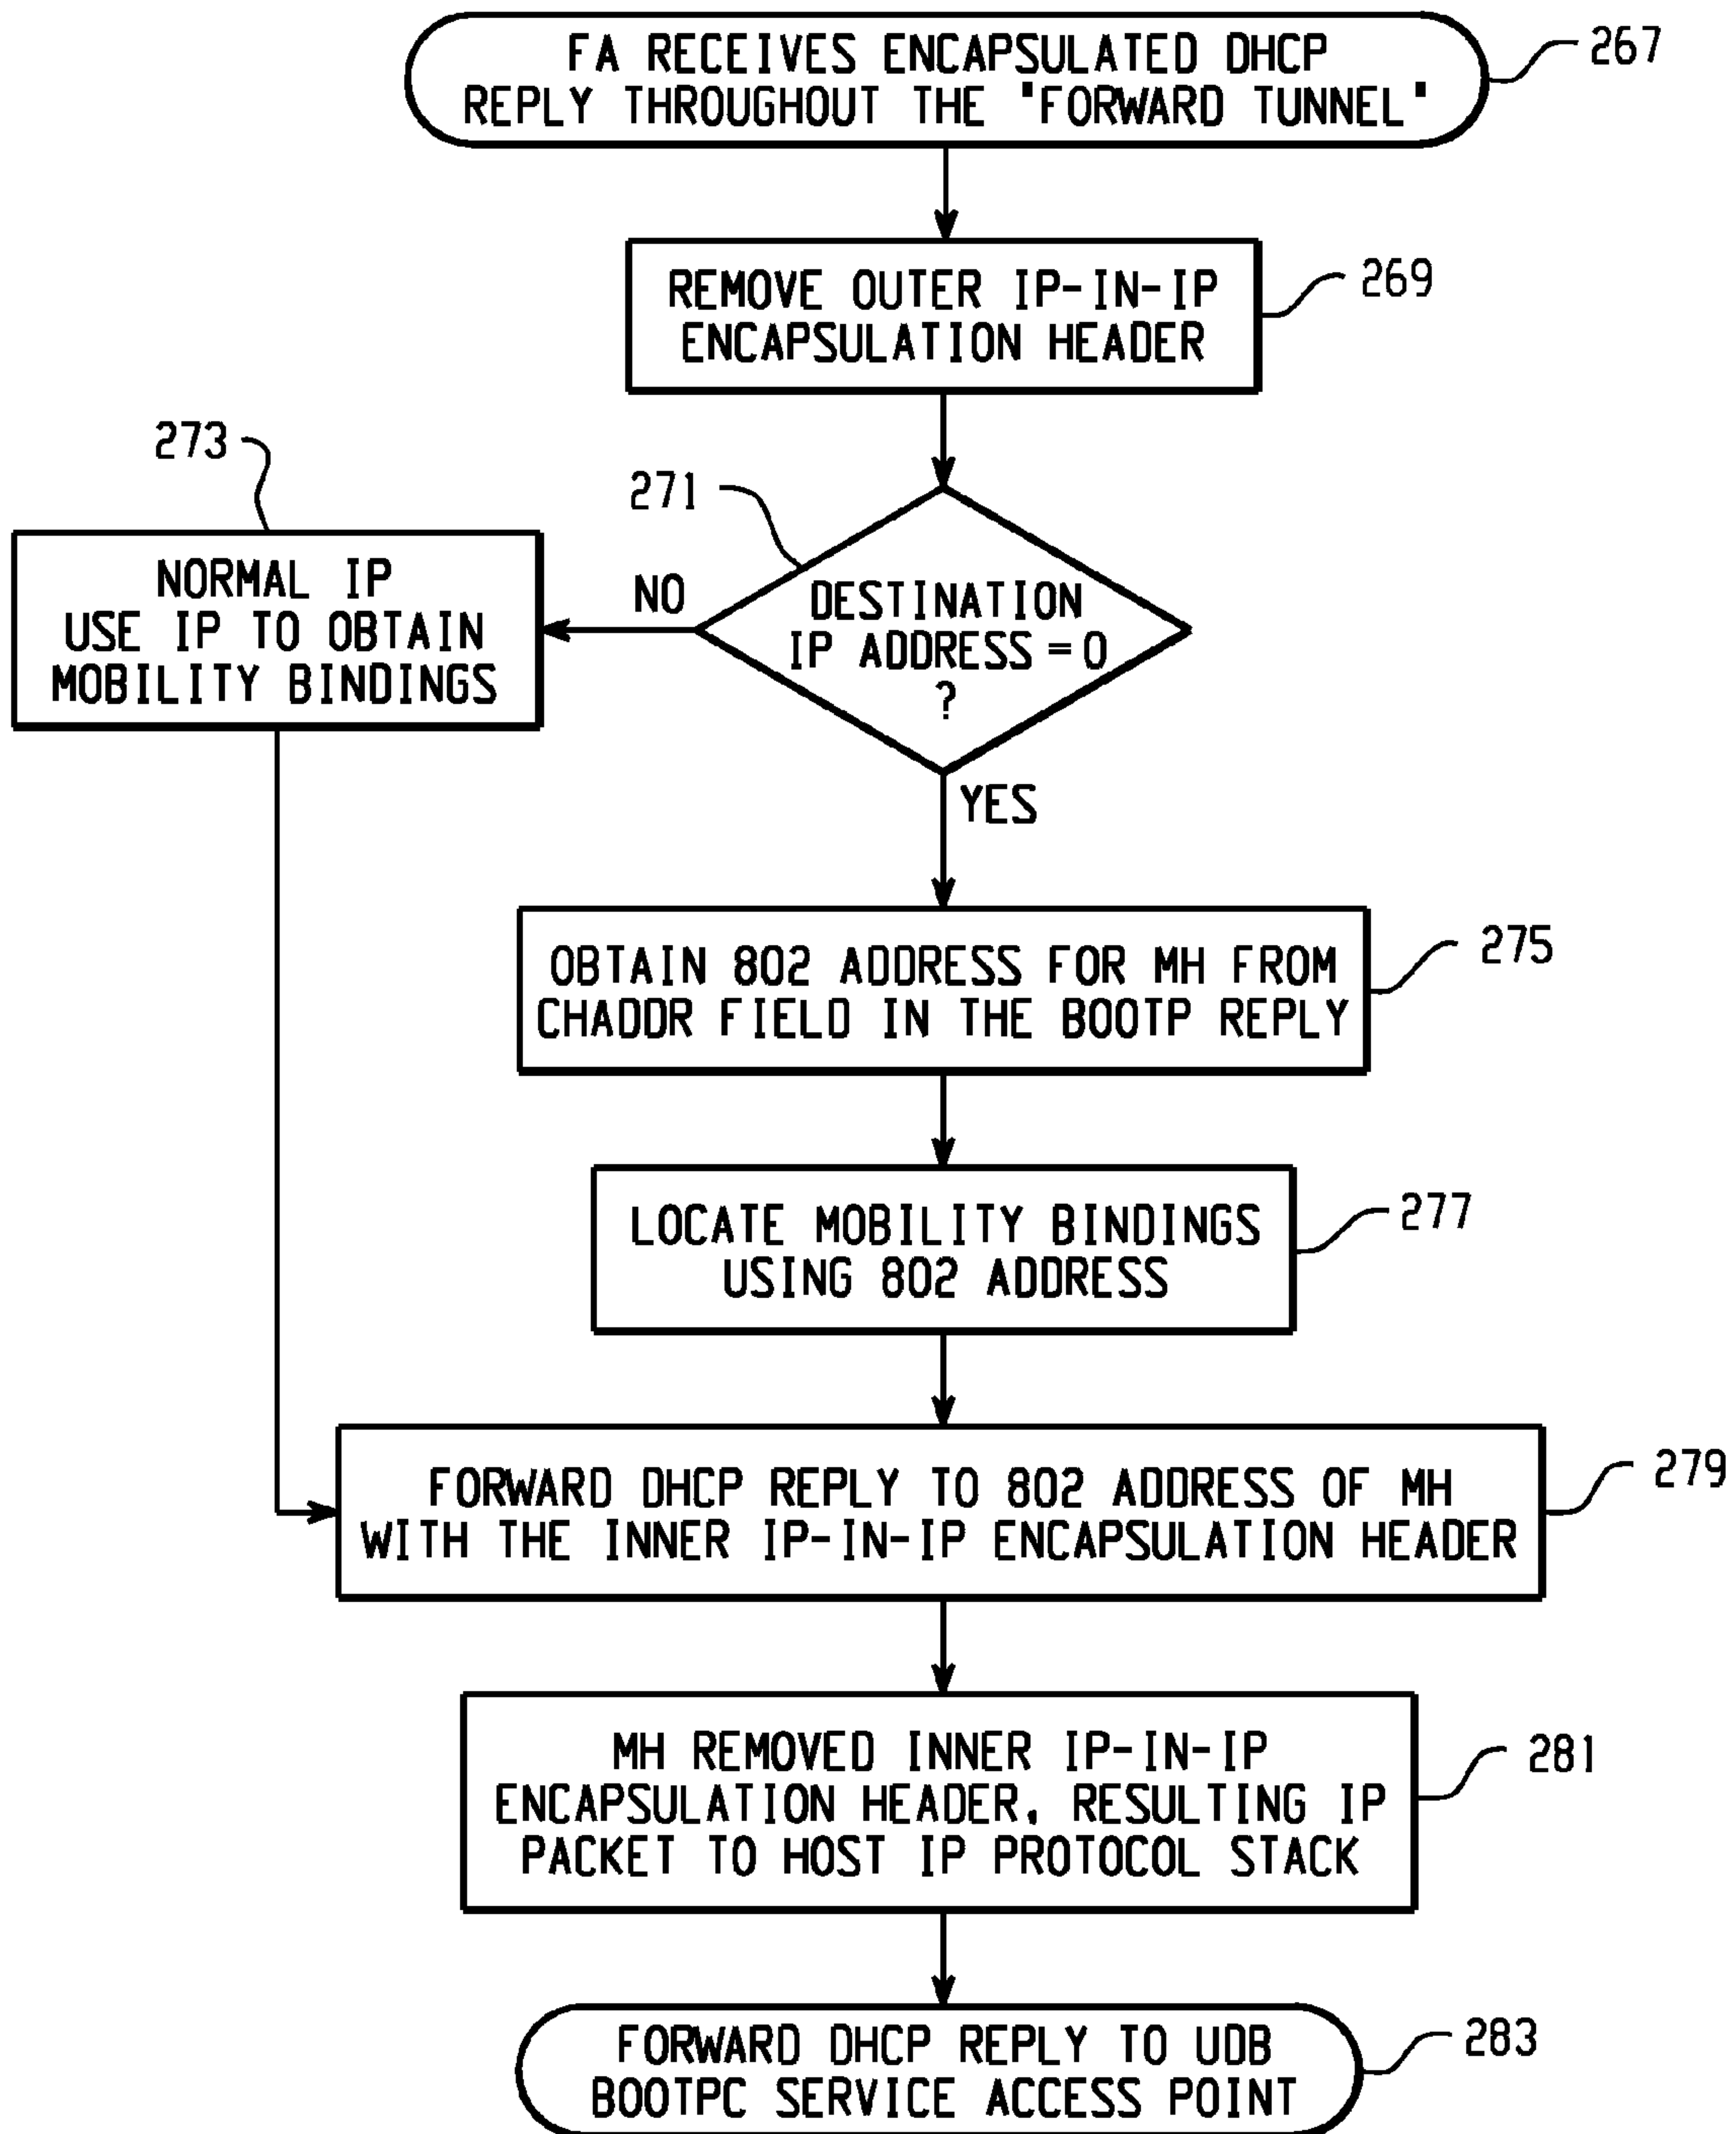 FA RECEIVES ENCAPSULATED DHCP
REPLY THROUGHOUT THE "FORWARD TUNNEL"
267
REMOVE OUTER IP-IN-IP
ENCAPSULATION HEADER
269
273
271
NORMAL IP
USE IP TO OBTAIN
MOBILITY BINDINGS
NO
DESTINATION
IP ADDRESS = 0
?
YES
OBTAIN 802 ADDRESS FOR MH FROM
CHADDR FIELD IN THE BOOTP REPLY
275
LOCATE MOBILITY BINDINGS
USING 802 ADDRESS
277
FORWARD DHCP REPLY TO 802 ADDRESS OF MH
WITH THE INNER IP-IN-IP ENCAPSULATION HEADER
279
MH REMOVED INNER IP-IN-IP
ENCAPSULATION HEADER, RESULTING IP
PACKET TO HOST IP PROTOCOL STACK
281
FORWARD DHCP REPLY TO UDB
BOOTPC SERVICE ACCESS POINT
283